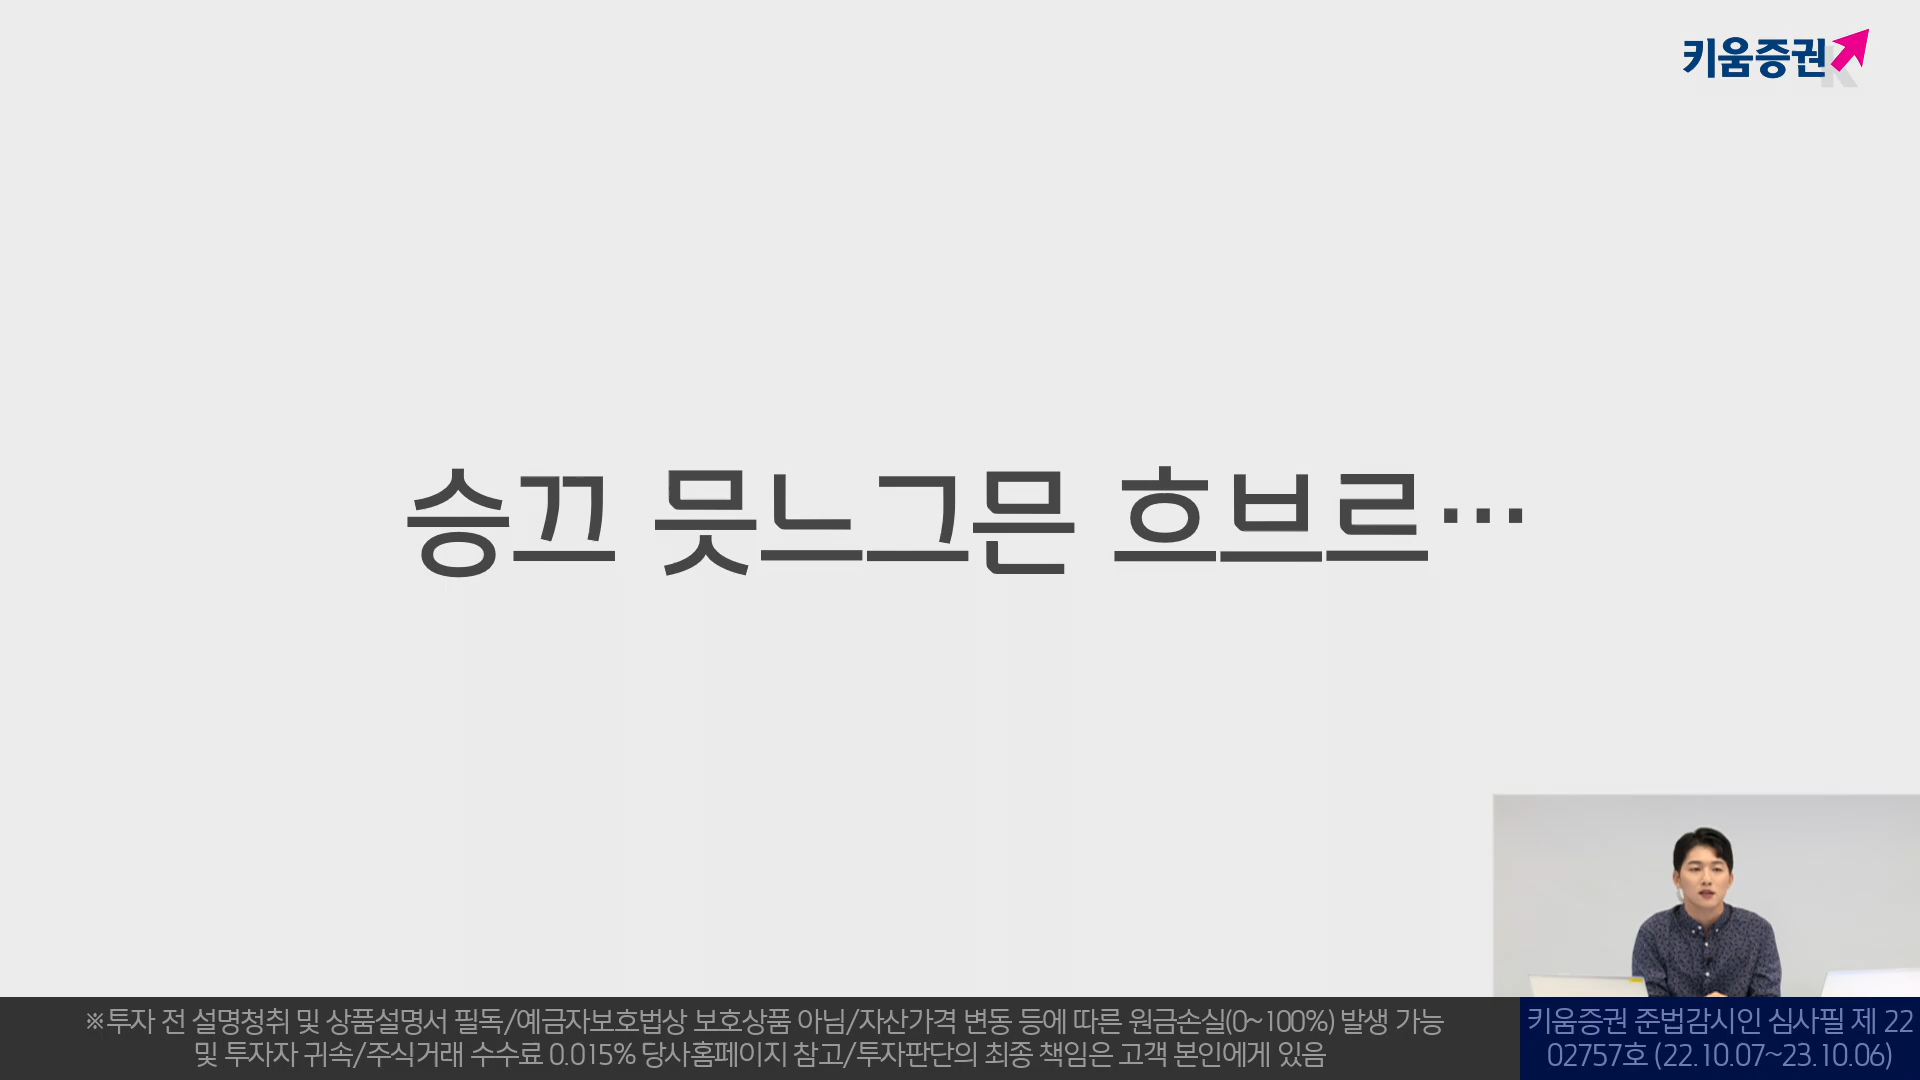 키움증권
승끄 믓느그믄 흐브르…
※투자 전 설명청취 및 상품설명서 필독/예금자보호법상 보호상품 아님/자산가격 변동 등에 따른 원금손실(0~100%) 발생 가능
및 투자자 귀속/주식거래 수수료 0.015% 당사홈페이지 참고/투자판단의 최종 책임은 고객 본인에게 있음
키움증권 준법감시인 심사필 제 22
02757호 (22.10.07~23.10.06)